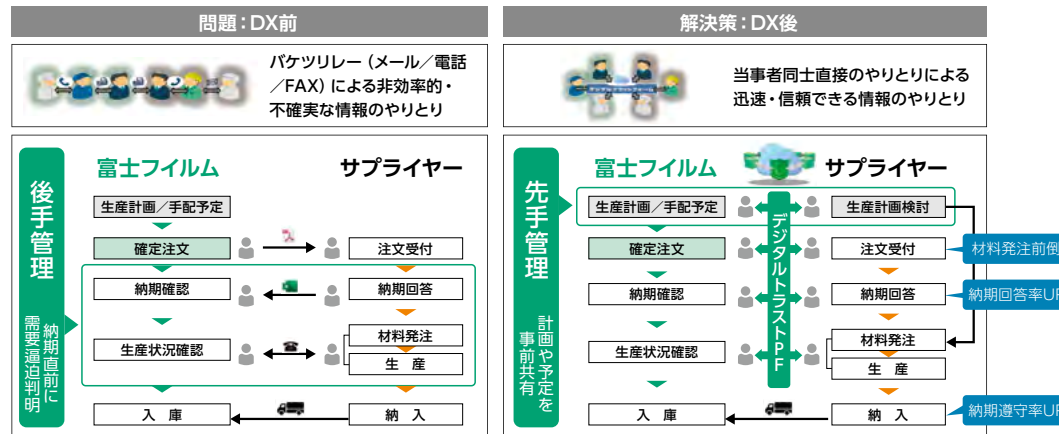 問題：DX前
バケツリレー（メール／電話
／FAX）による非効率的・
不確実な情報のやりとり
後手管理
納期直前に
需要逼迫判明
富士フイルム
サプライヤー
生産計画／手配予定
確定注文
注文受付
納期確認
納期回答
生産状況確認
材料発注
生 産
入 庫
納 入
解決策：DX後
デジタルプラットフォーム
当事者同士直接のやりとりによる
迅速・信頼できる情報のやりとり
先手管理
計画や予定を
事前共有
富士フイルム
サプライヤー
デジタルトラストPF
生産計画／手配予定
生産計画検討
確定注文
注文受付
材料発注前倒
納期確認
納期回答
納期回答率UP
生産状況確認
材料発注
生 産
入 庫
納 入
納期遵守率UP